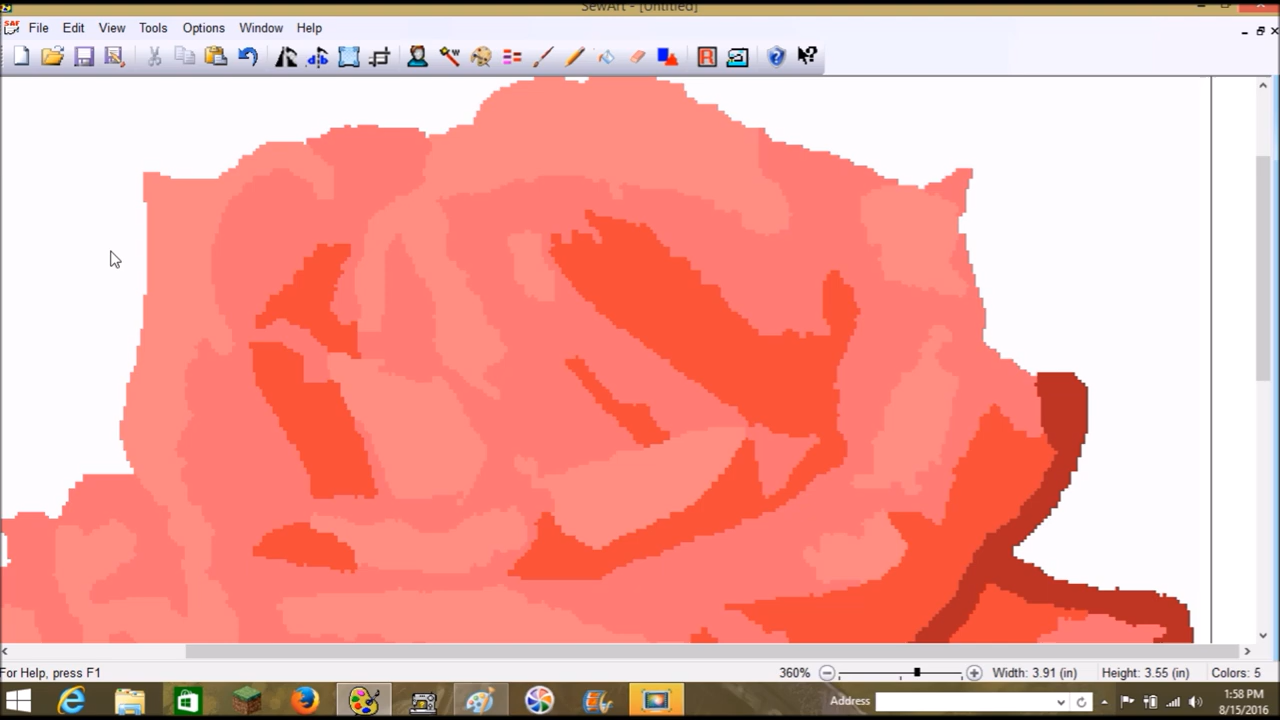 SewArt - [Untitled]
SAE
File Edit View Tools Options Window Help
R
For Help, press F1
360%
Width: 3.91 (in)
Height: 3.55 (in)
Colors: 5
Address
1:58 PM
8/15/2016